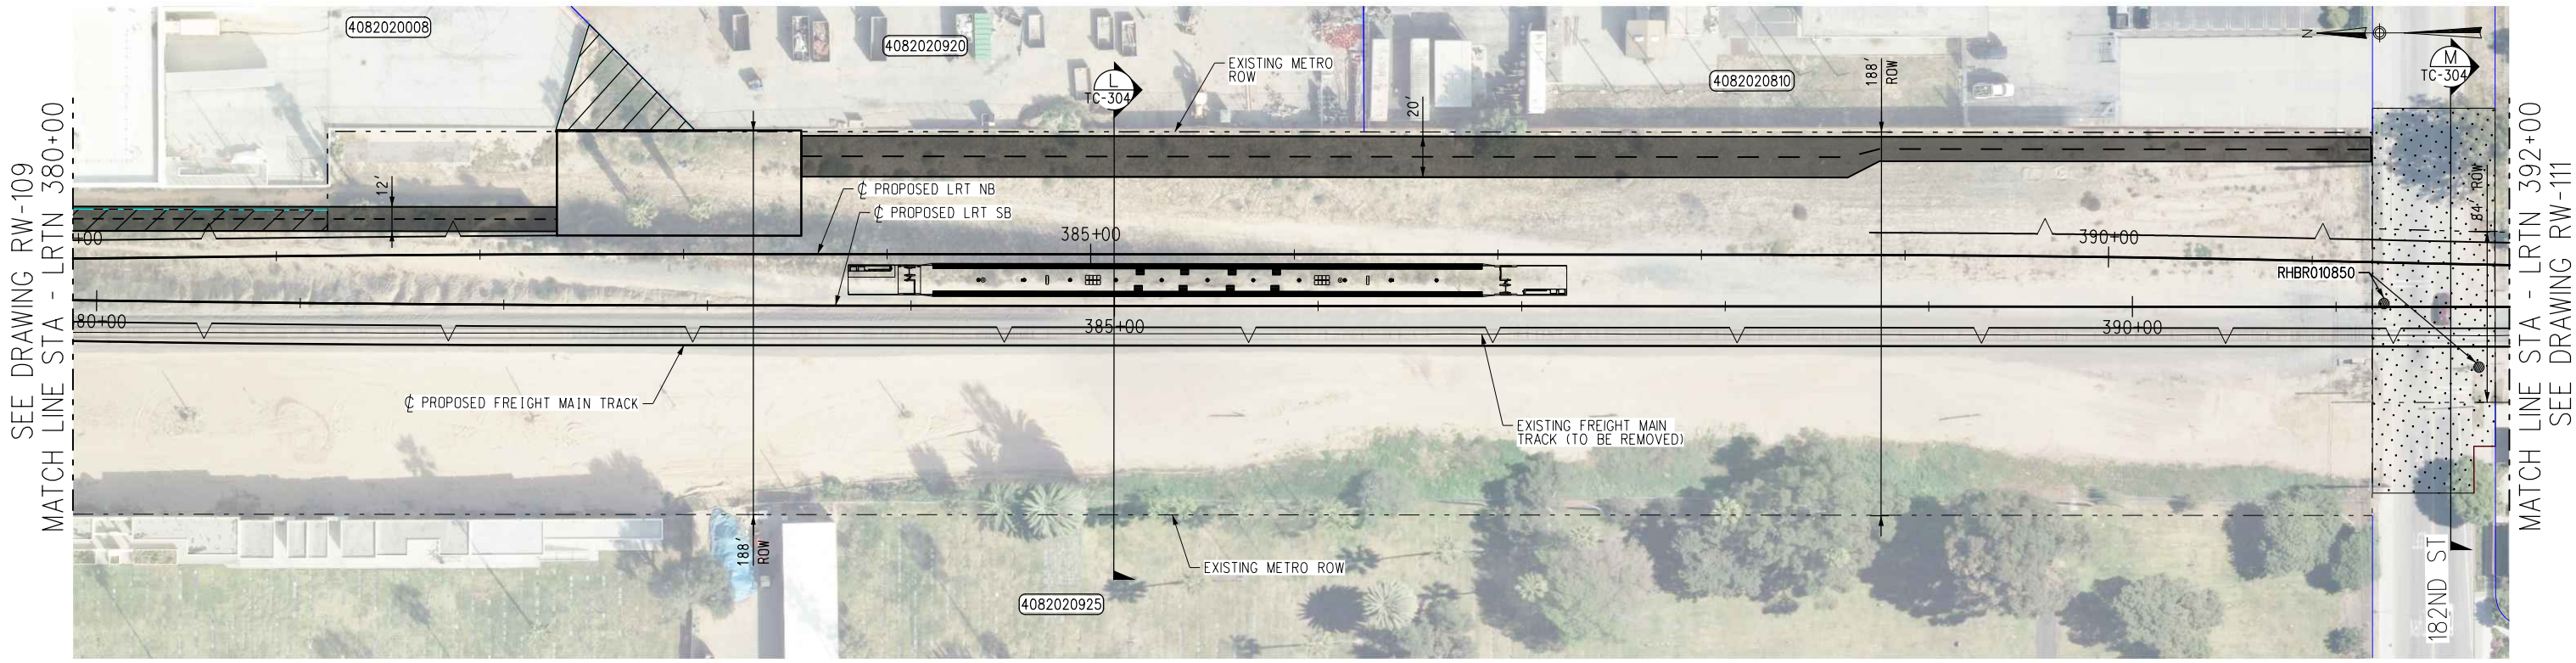 SEE DRAWING RW-109
MATCH LINE STA - LRTN 380+00
4082020008
4082020920
4082020810
4082020925
L
TC-304
M
TC-304
N
EXISTING METRO
ROW
188'
ROW
20'
12'
℄ PROPOSED LRT NB
℄ PROPOSED LRT SB
+00
385+00
390+00
80+00
385+00
390+00
RHBR010850
84' ROW
℄ PROPOSED FREIGHT MAIN TRACK
EXISTING FREIGHT MAIN
TRACK (TO BE REMOVED)
188'
ROW
EXISTING METRO ROW
182ND ST
MATCH LINE STA - LRTN 392+00
SEE DRAWING RW-111